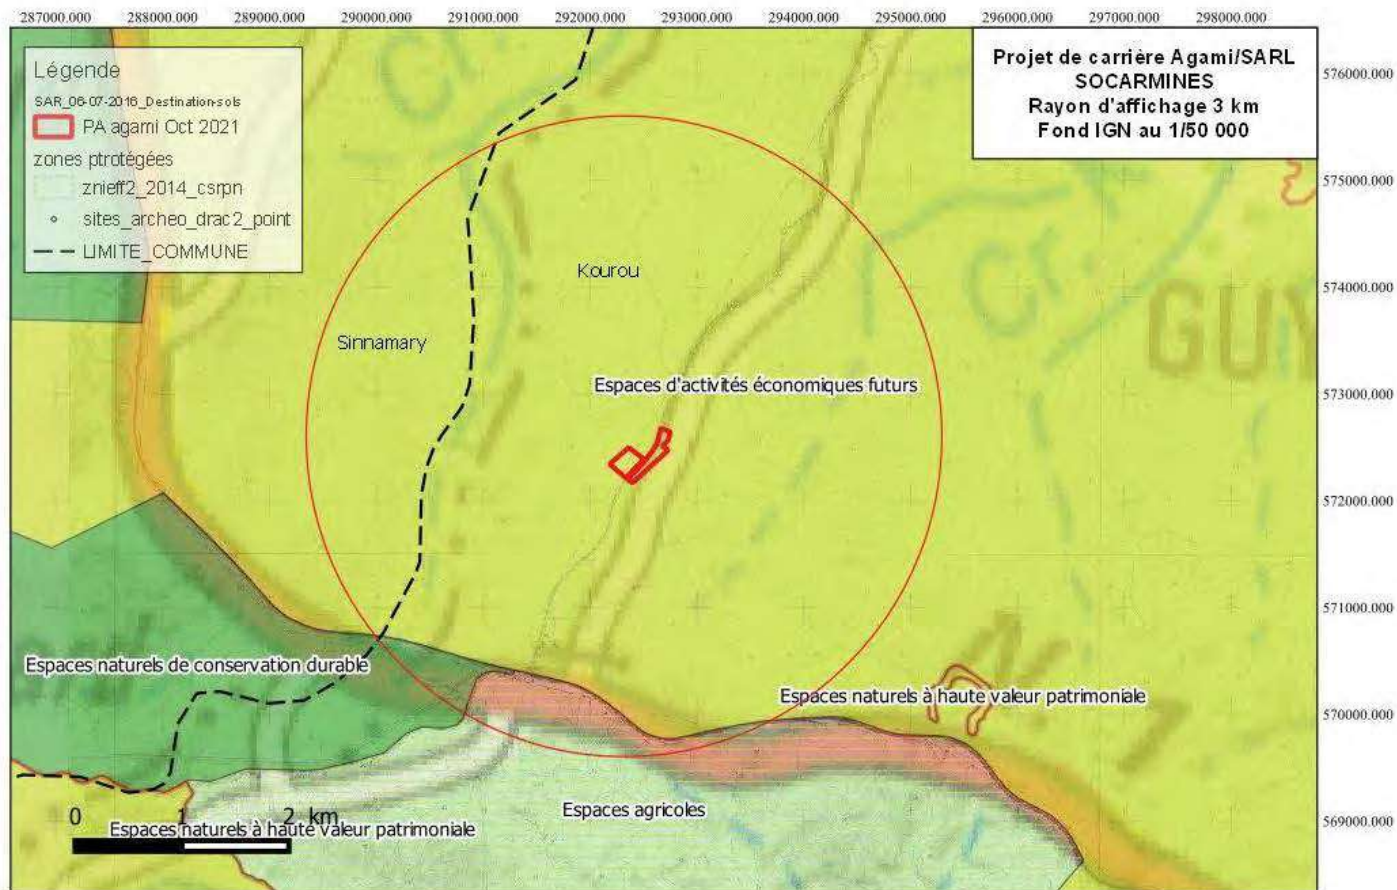 287000.000 288000.000 289000.000 290000.000 291000.000 292000.000 293000.000 294000.000 295000.000 296000.000 297000.000 298000.000
Légende
SAR_06-07-2016_Destination-sols
PA agami Oct 2021
zones ptrotégées
znieff2_2014_csrpn
sites_archeo_drac2_point
LIMITE_COMMUNE
Projet de carrière Agami/SARL
SOCARMINES
Rayon d'affichage 3 km
Fond IGN au 1/50 000
576000.000
575000.000
574000.000
573000.000
572000.000
571000.000
570000.000
569000.000
Cr.
Kourou
Cr.
GUY
Sinnamary
Espaces d'activités économiques futurs
Espaces naturels de conservation durable
Espaces naturels à haute valeur patrimoniale
Espaces agricoles
0 1 2 km
Espaces naturels à haute valeur patrimoniale